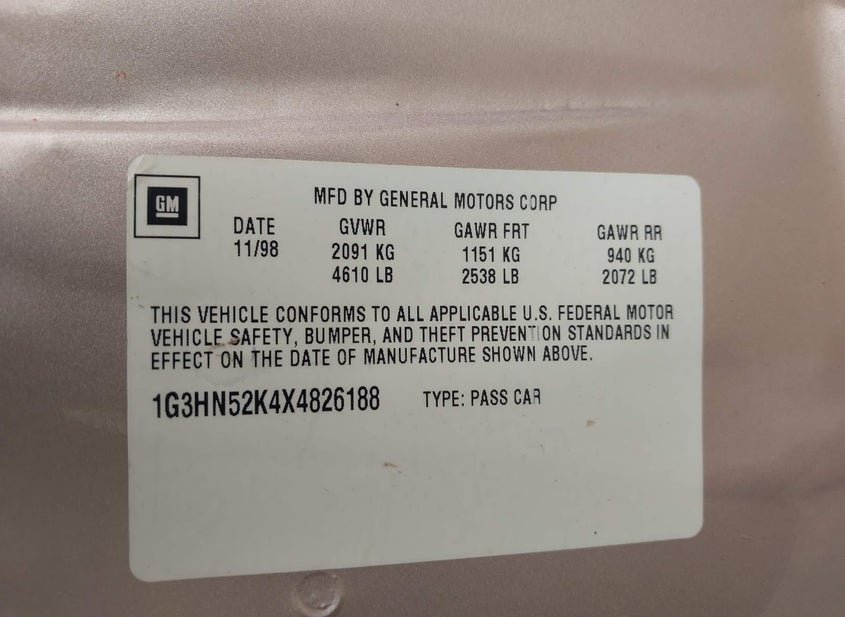 GM
MFD BY GENERAL MOTORS CORP
DATE GVWR GAWR FRT GAWR RR
11/98 2091 KG 1151 KG 940 KG
4610 LB 2538 LB 2072 LB
THIS VEHICLE CONFORMS TO ALL APPLICABLE U.S. FEDERAL MOTOR
VEHICLE SAFETY, BUMPER, AND THEFT PREVENTION STANDARDS IN
EFFECT ON THE DATE OF MANUFACTURE SHOWN ABOVE.
1G3HN52K4X4826188 TYPE: PASS CAR